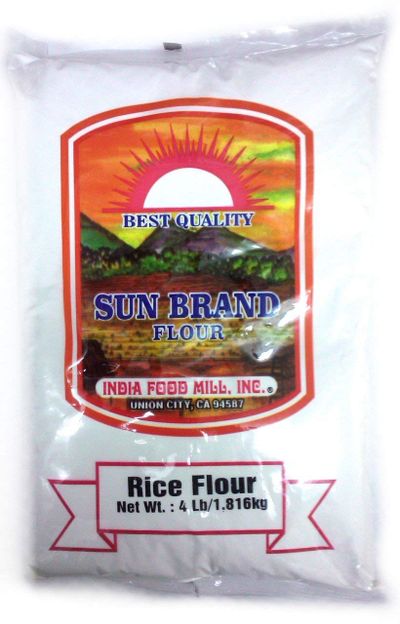 BEST QUALITY
SUN BRAND
FLOUR
INDIA FOOD MILL, INC.®
UNION CITY, CA 94587
Rice Flour
Net Wt. : 4 Lb/1.816kg